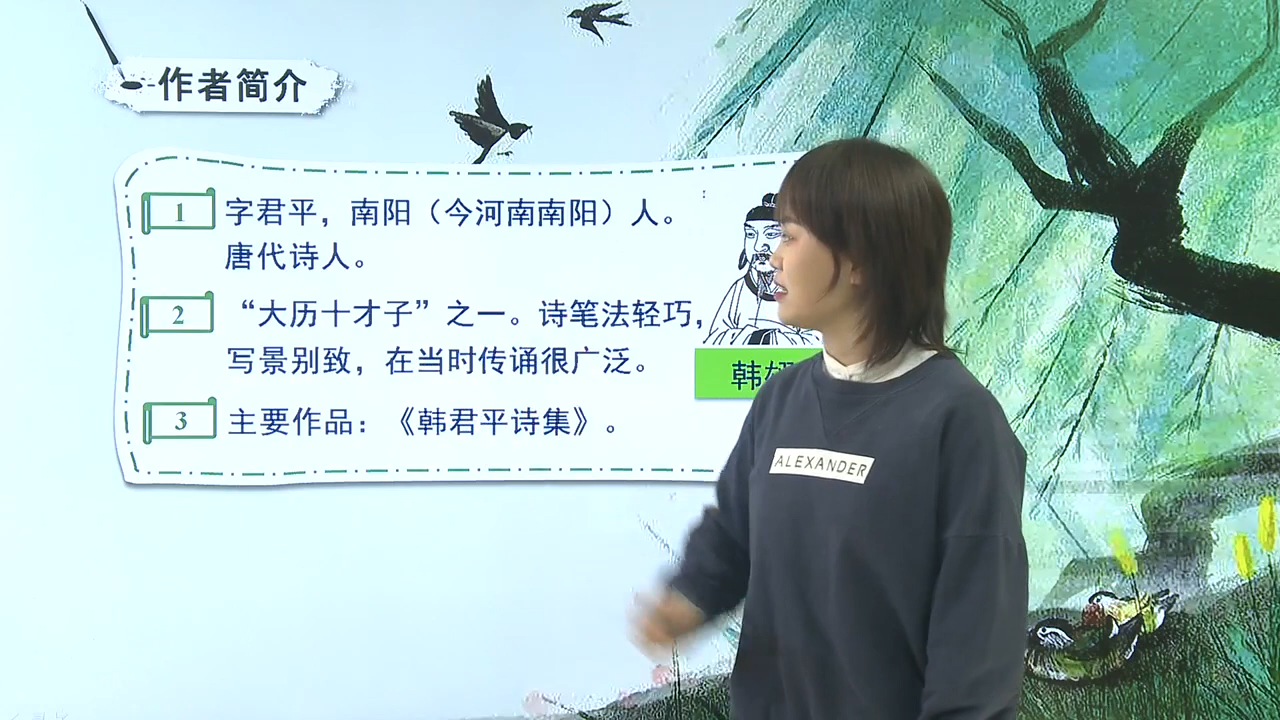 作者简介
1 字君平，南阳（今河南南阳）人。
唐代诗人。
2 “大历十才子”之一。诗笔法轻巧，
写景别致，在当时传诵很广泛。
韩
3 主要作品：《韩君平诗集》。
ALEXANDER